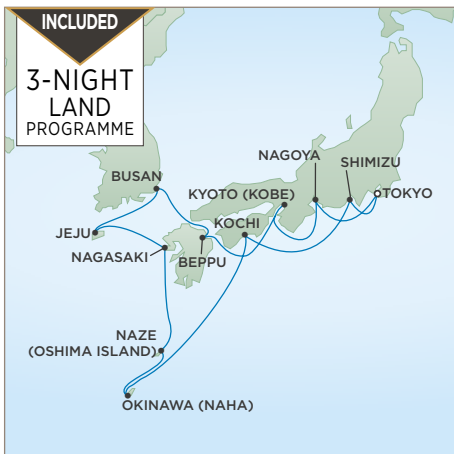 INCLUDED
3-NIGHT
LAND
PROGRAMME
NAGOYA
SHIMIZU
BUSAN
KYOTO (KOBE)
TOKYO
KOCHI
JEJU
NAGASAKI
BEPPU
NAZE
(OSHIMA ISLAND)
OKINAWA (NAHA)